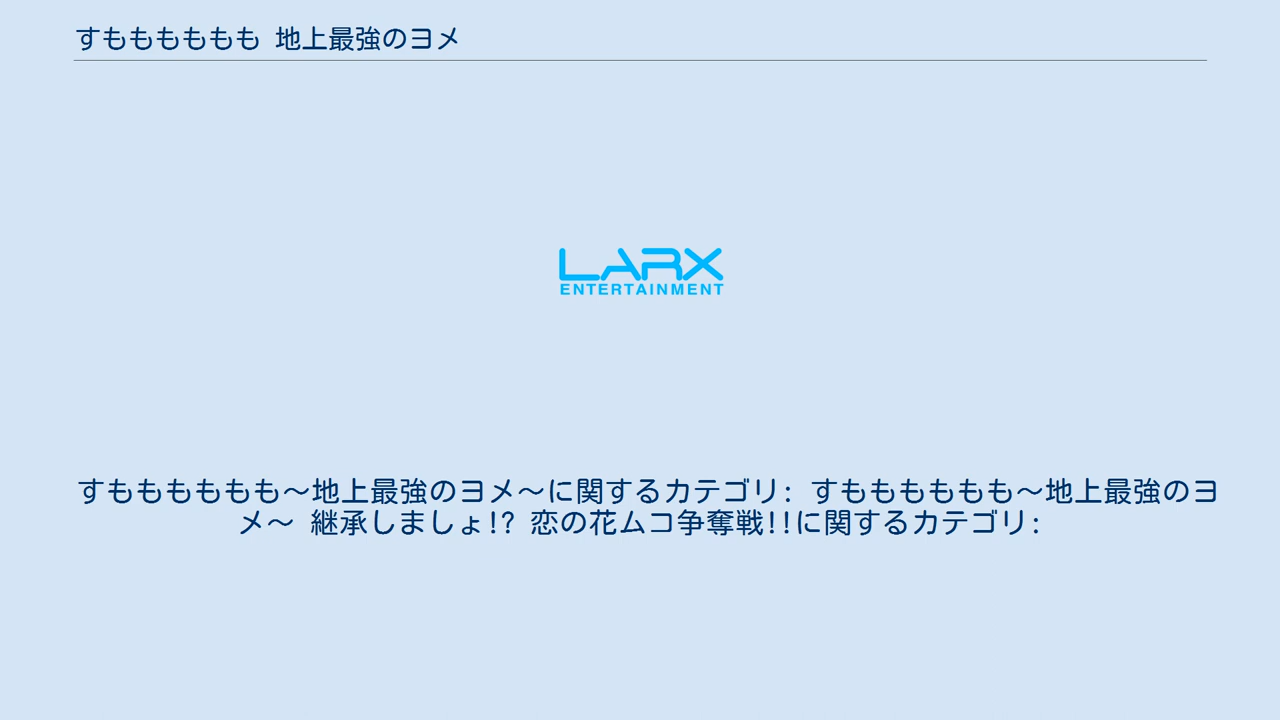 すもももももも 地上最強のヨメ
LARX
ENTERTAINMENT
すもももももも～地上最強のヨメ～に関するカテゴリ: すもももももも～地上最強のヨ
メ～ 継承しましょ!? 恋の花ムコ争奪戦!!に関するカテゴリ: